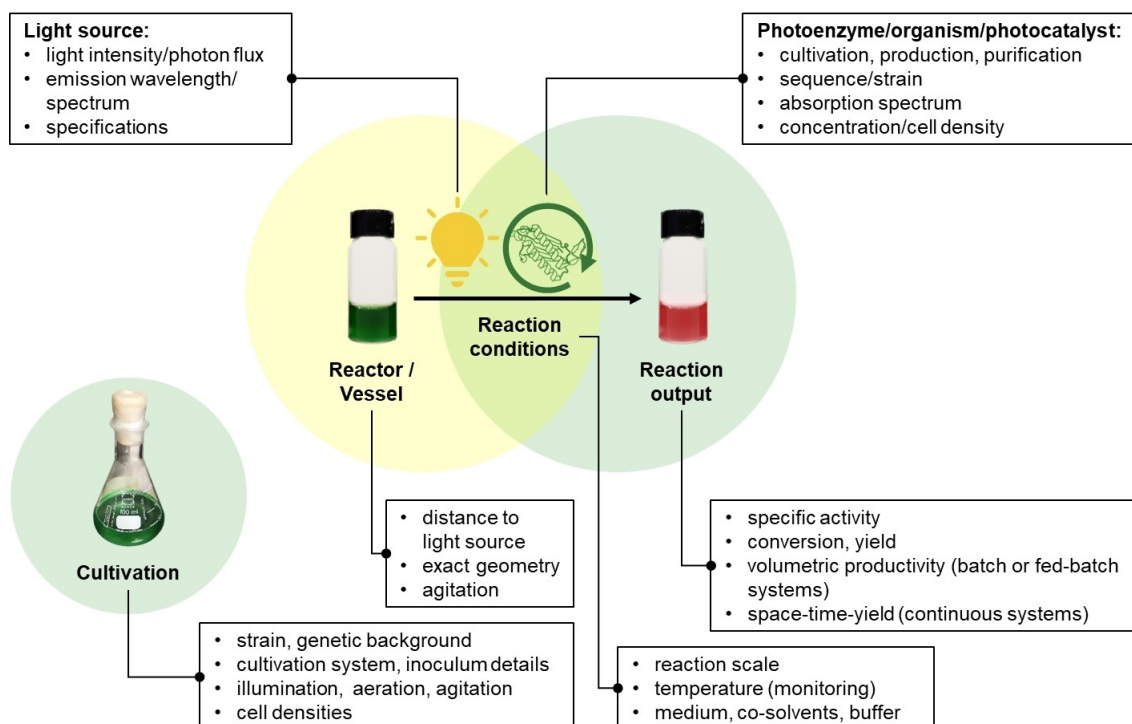 Light source:
• light intensity/photon flux
• emission wavelength/
spectrum
• specifications
Photoenzyme/organism/photocatalyst:
• cultivation, production, purification
• sequence/strain
• absorption spectrum
• concentration/cell density
Reaction
conditions
Reactor /
Vessel
Reaction
output
100 ml
Cultivation
• distance to
light source
• exact geometry
• agitation
• specific activity
• conversion, yield
• volumetric productivity (batch or fed-batch
systems)
• space-time-yield (continuous systems)
• strain, genetic background
• cultivation system, inoculum details
• illumination, aeration, agitation
• cell densities
• reaction scale
• temperature (monitoring)
• medium, co-solvents, buffer